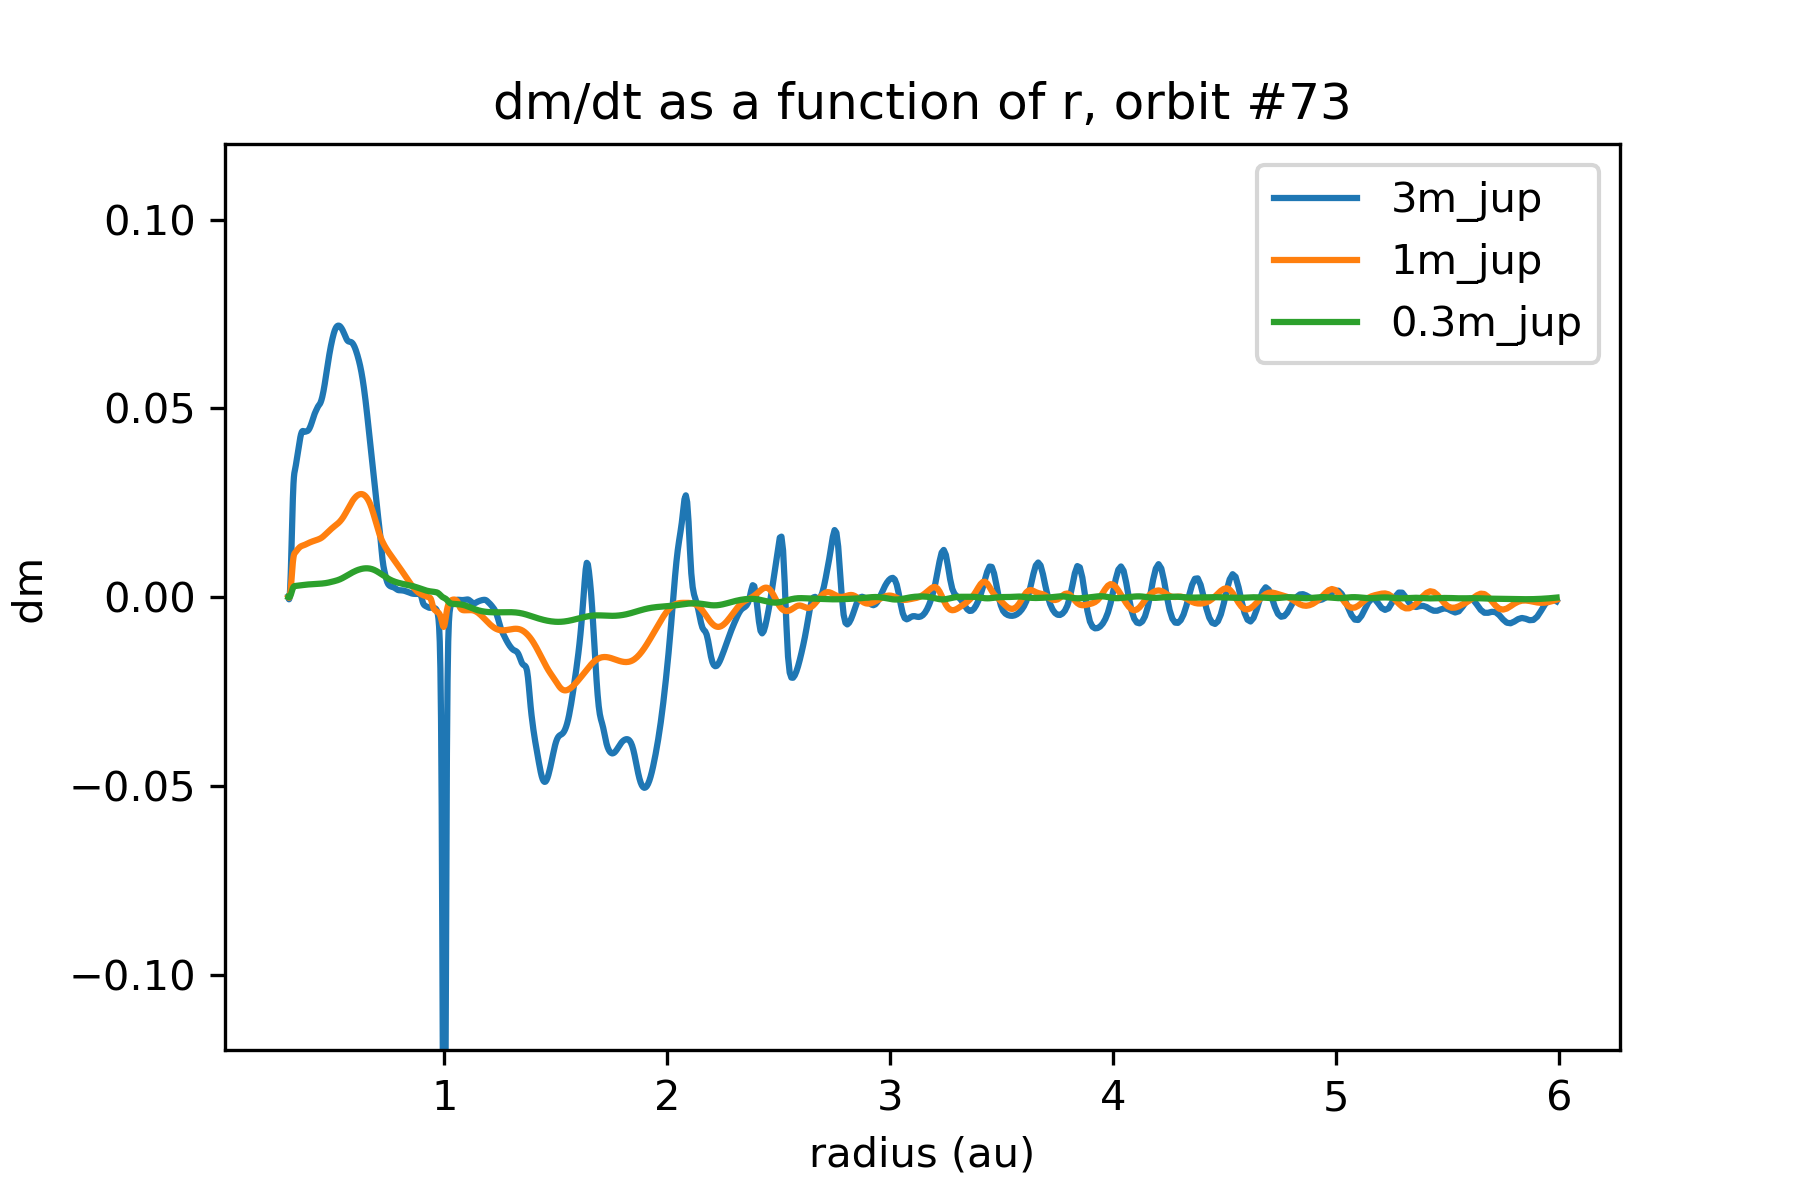 dm/dt as a function of r, orbit #73
3m_jup
1m_jup
0.3m_jup
dm
0.10
0.05
0.00
−0.05
−0.10
1 2 3 4 5 6
radius (au)